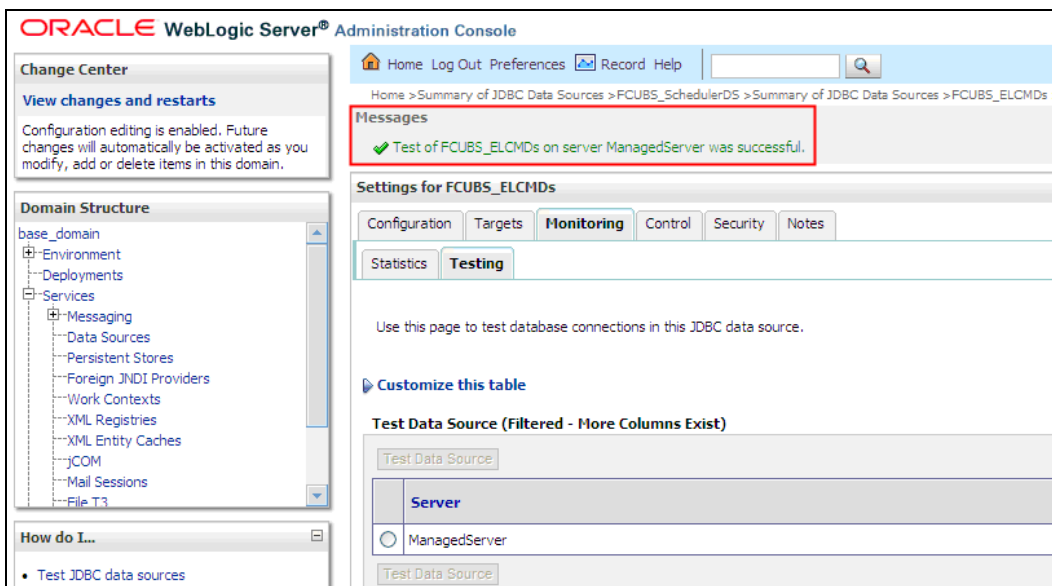 ORACLE WebLogic Server® Administration Console
Change Center
View changes and restarts
Configuration editing is enabled. Future
changes will automatically be activated as you
modify, add or delete items in this domain.
Domain Structure
base_domain
Environment
Deployments
Services
Messaging
Data Sources
Persistent Stores
Foreign JNDI Providers
Work Contexts
XML Registries
XML Entity Caches
jCOM
Mail Sessions
File T3
How do I...
Test JDBC data sources
Home Log Out Preferences Record Help
Home >Summary of JDBC Data Sources >FCUBS_SchedulerDS >Summary of JDBC Data Sources >FCUBS_ELCMDs
Messages
Test of FCUBS_ELCMDs on server ManagedServer was successful.
Settings for FCUBS_ELCMDs
Configuration Targets Monitoring Control Security Notes
Statistics Testing
Use this page to test database connections in this JDBC data source.
Customize this table
Test Data Source (Filtered - More Columns Exist)
Test Data Source
Server
ManagedServer
Test Data Source